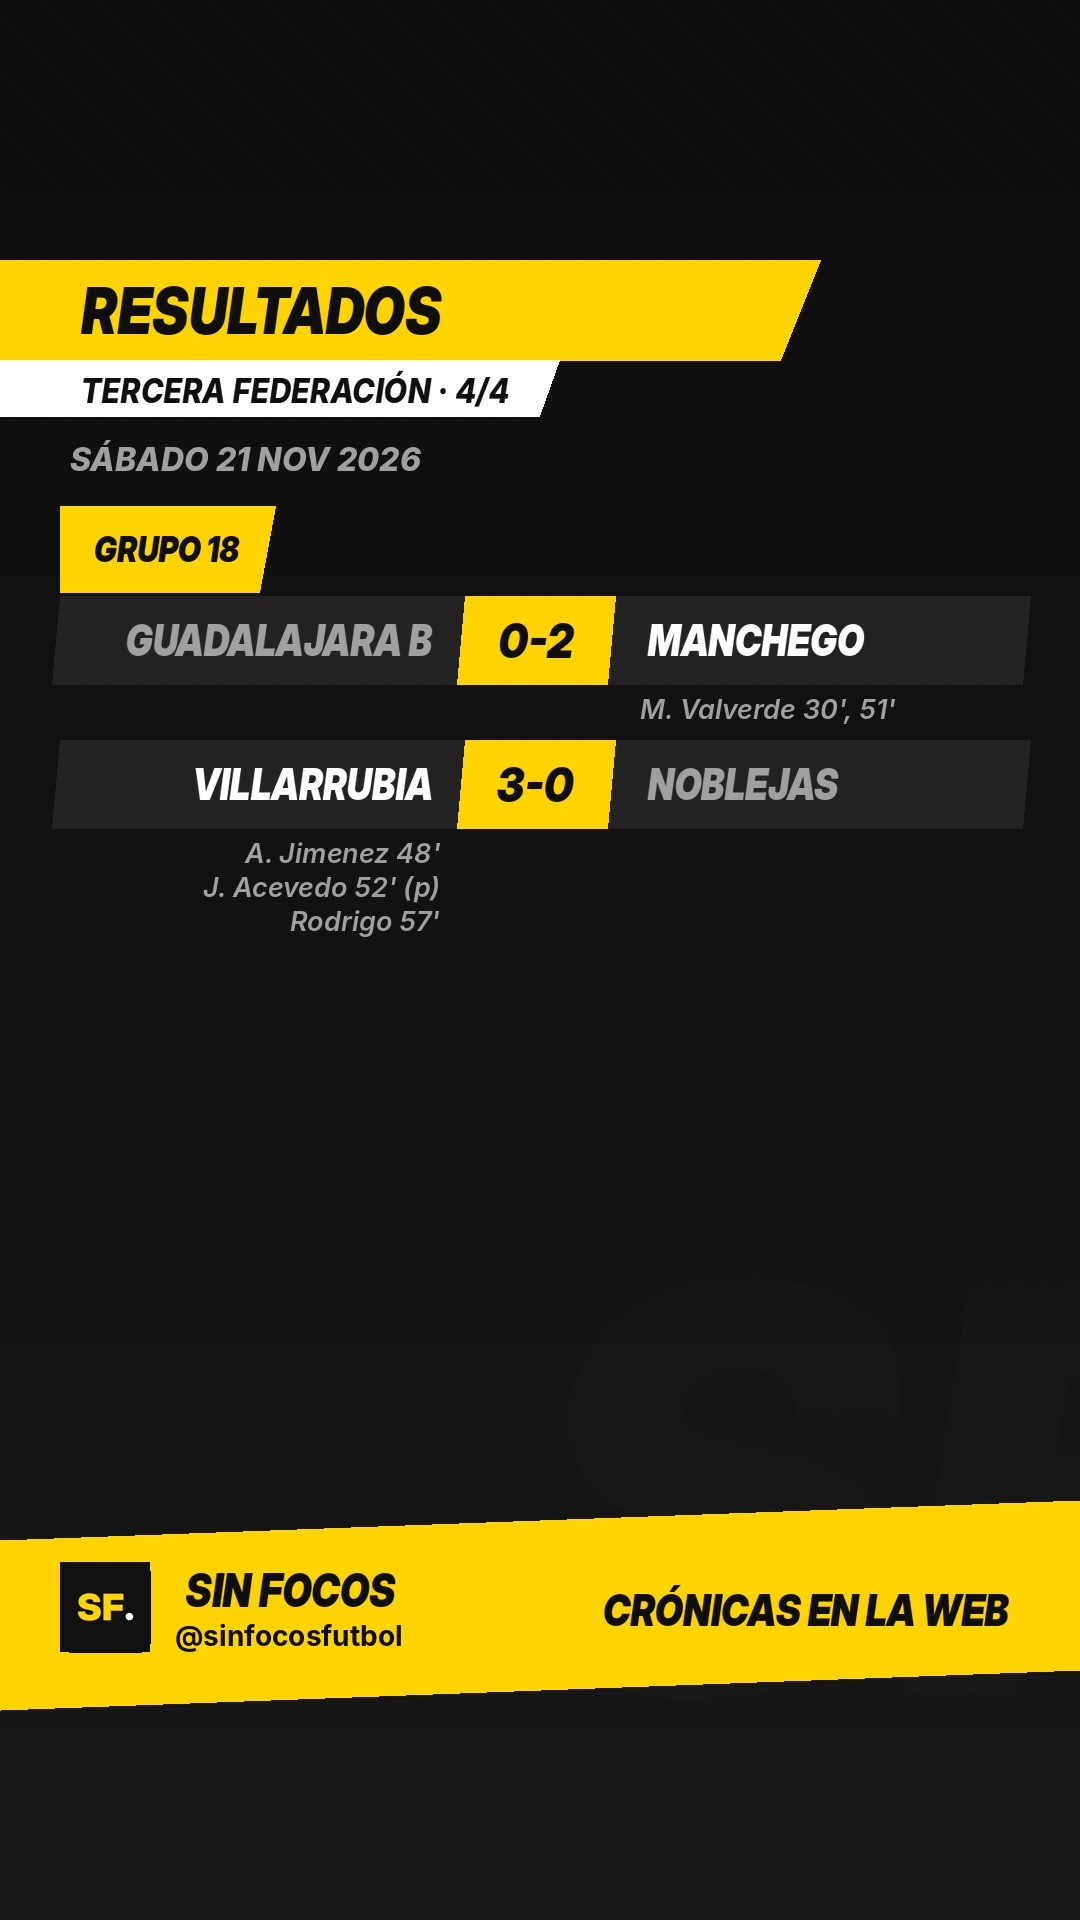 RESULTADOS
TERCERA FEDERACIÓN · 4/4
SÁBADO 21 NOV 2026
GRUPO 18
GUADALAJARA B 0-2 MANCHEGO
M. Valverde 30', 51'
VILLARRUBIA 3-0 NOBLEJAS
A. Jimenez 48'
J. Acevedo 52' (p)
Rodrigo 57'
SF
SF.
SIN FOCOS
@sinfocosfutbol
CRÓNICAS EN LA WEB